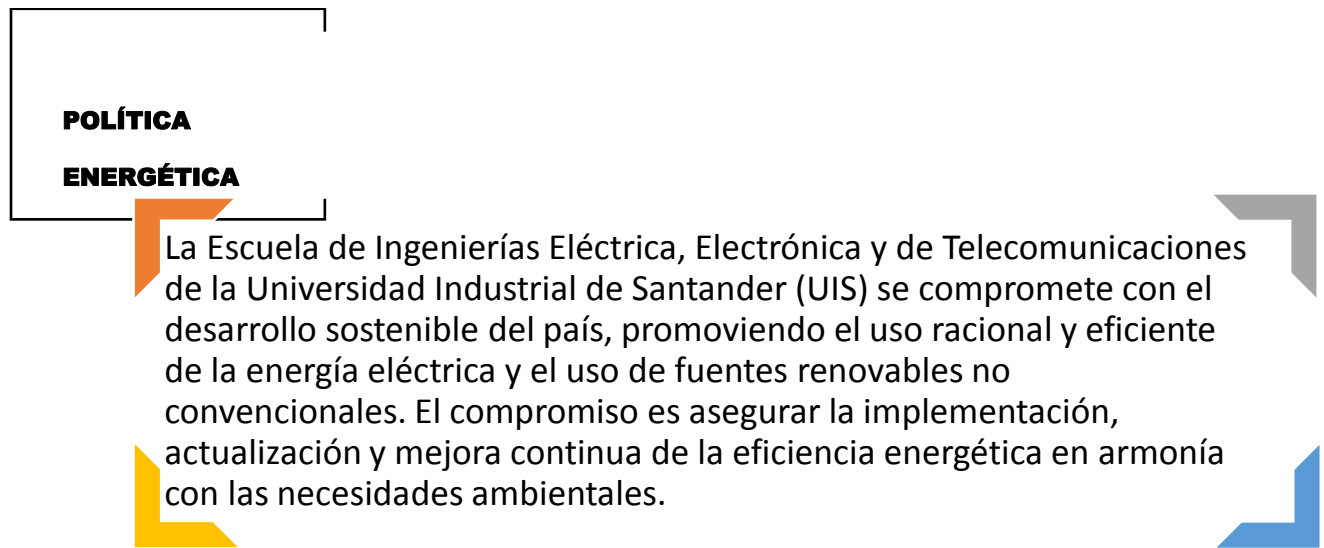 POLÍTICA
ENERGÉTICA
La Escuela de Ingenierías Eléctrica, Electrónica y de Telecomunicaciones
de la Universidad Industrial de Santander (UIS) se compromete con el
desarrollo sostenible del país, promoviendo el uso racional y eficiente
de la energía eléctrica y el uso de fuentes renovables no
convencionales. El compromiso es asegurar la implementación,
actualización y mejora continua de la eficiencia energética en armonía
con las necesidades ambientales.